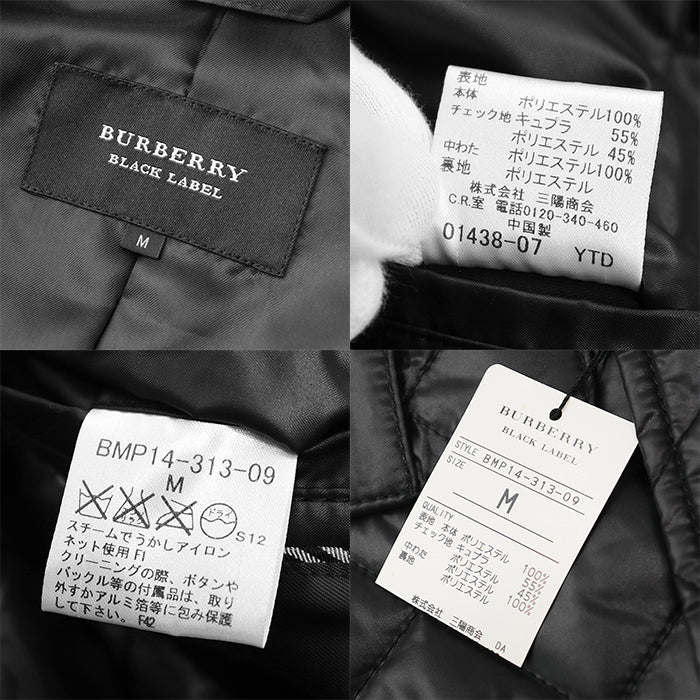 BURBERRY
BLACK LABEL
M
表地
本体 ポリエステル100%
チェック地 キュプラ 55%
ポリエステル 45%
中わた ポリエステル100%
裏地 ポリエステル
株式会社 三陽商会
C.R.室 電話0120-340-460
中国製
01438-07 YTD
BMP14-313-09
M
ドライ
S12
スチームでうかしアイロン
ネット使用 FI
クリーニングの際、ボタンや
バックル等の付属品は、取り
外すかアルミ箔等に包み保護
して下さい。 F42
BURBERRY
BLACK LABEL
STYLE BMP14-313-09
SIZE
M
QUALITY
表地 本体 ポリエステル 100%
チェック地 キュプラ 55%
ポリエステル 45%
中わた ポリエステル 100%
裏地 ポリエステル
株式会社 三陽商会 DA